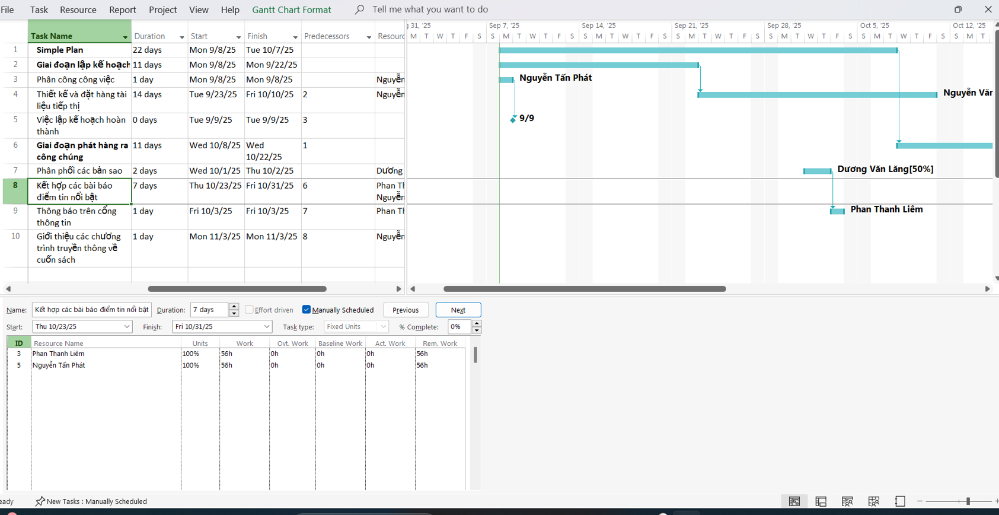 File Task Resource Report Project View Help Gantt Chart Format Tell me what you want to do
Task Name Duration Start Finish Predecessors Resourc
31, '25 Sep 7, '25 Sep 14, '25 Sep 21, '25 Sep 28, '25 Oct 5, '25 Oct 12, '25
M T W T F S S M T W T F S S M T W T F S S M T W T F S S M T W T F S S M T W T F S S M T
1 Simple Plan 22 days Mon 9/8/25 Tue 10/7/25
2 Giai đoạn lập kế hoạch 11 days Mon 9/8/25 Mon 9/22/25
3 Phân công công việc 1 day Mon 9/8/25 Mon 9/8/25 Nguyễn
Nguyễn Tấn Phát
4 Thiết kế và đặt hàng tài liệu tiếp thị 14 days Tue 9/23/25 Fri 10/10/25 2 Nguyễn
Nguyễn Văn
5 Việc lập kế hoạch hoàn thành 0 days Tue 9/9/25 Tue 9/9/25 3
9/9
6 Giai đoạn phát hàng ra công chúng 11 days Wed 10/8/25 Wed 10/22/25 1
7 Phân phối các bản sao 2 days Wed 10/1/25 Thu 10/2/25 Dương
Dương Văn Lăng[50%]
8 Kết hợp các bài báo điểm tin nổi bật 7 days Thu 10/23/25 Fri 10/31/25 6 Phan Th Nguyễn
9 Thông báo trên cổng thông tin 1 day Fri 10/3/25 Fri 10/3/25 7 Phan Th
Phan Thanh Liêm
10 Giới thiệu các chương trình truyền thông về cuốn sách 1 day Mon 11/3/25 Mon 11/3/25 8 Nguyễn
Name: Kết hợp các bài báo điểm tin nổi bật Duration: 7 days Effort driven Manually Scheduled Previous Next
Start: Thu 10/23/25 Finish: Fri 10/31/25 Task type: Fixed Units % Complete: 0%
ID Resource Name Units Work Ovt. Work Baseline Work Act. Work Rem. Work
3 Phan Thanh Liêm 100% 56h 0h 0h 0h 56h
5 Nguyễn Tấn Phát 100% 56h 0h 0h 0h 56h
eady New Tasks : Manually Scheduled